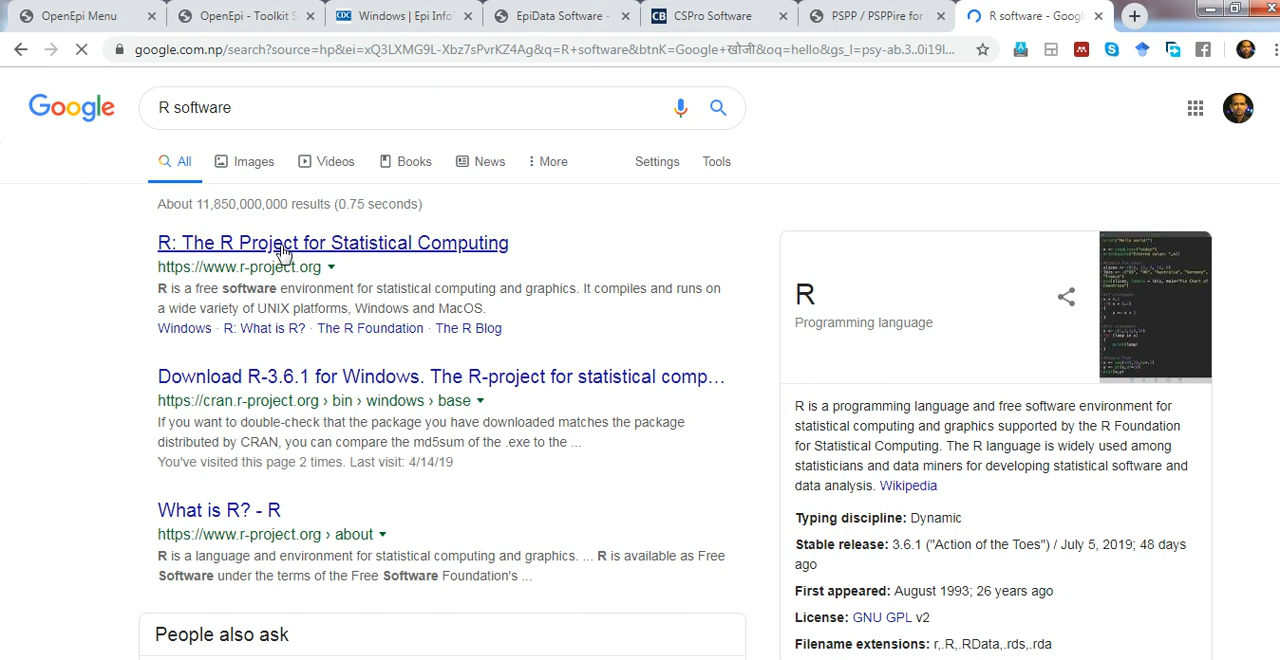 OpenEpi Menu
OpenEpi - Toolkit S
CDC Windows | Epi Info
EpiData Software -
CB CSPro Software
PSPP / PSPPire for
R software - Googl
google.com.np/search?source=hp&ei=xQ3LXMG9L-Xbz7sPvrKZ4Ag&q=R+software&btnK=Google+खोजी&oq=hello&gs_l=psy-ab.3..0i19l...
Google
R software
All
Images
Videos
Books
News
More
Settings
Tools
About 11,850,000,000 results (0.75 seconds)
R: The R Project for Statistical Computing
https://www.r-project.org
R is a free software environment for statistical computing and graphics. It compiles and runs on
a wide variety of UNIX platforms, Windows and MacOS.
Windows · R: What is R? · The R Foundation · The R Blog
Download R-3.6.1 for Windows. The R-project for statistical comp...
https://cran.r-project.org › bin › windows › base
If you want to double-check that the package you have downloaded matches the package
distributed by CRAN, you can compare the md5sum of the .exe to the ...
You've visited this page 2 times. Last visit: 4/14/19
What is R? - R
https://www.r-project.org › about
R is a language and environment for statistical computing and graphics. ... R is available as Free
Software under the terms of the Free Software Foundation's ...
People also ask
R
Programming language
R is a programming language and free software environment for
statistical computing and graphics supported by the R Foundation
for Statistical Computing. The R language is widely used among
statisticians and data miners for developing statistical software and
data analysis. Wikipedia
Typing discipline: Dynamic
Stable release: 3.6.1 ("Action of the Toes") / July 5, 2019; 48 days
ago
First appeared: August 1993; 26 years ago
License: GNU GPL v2
Filename extensions: r,.R,.RData,.rds,.rda